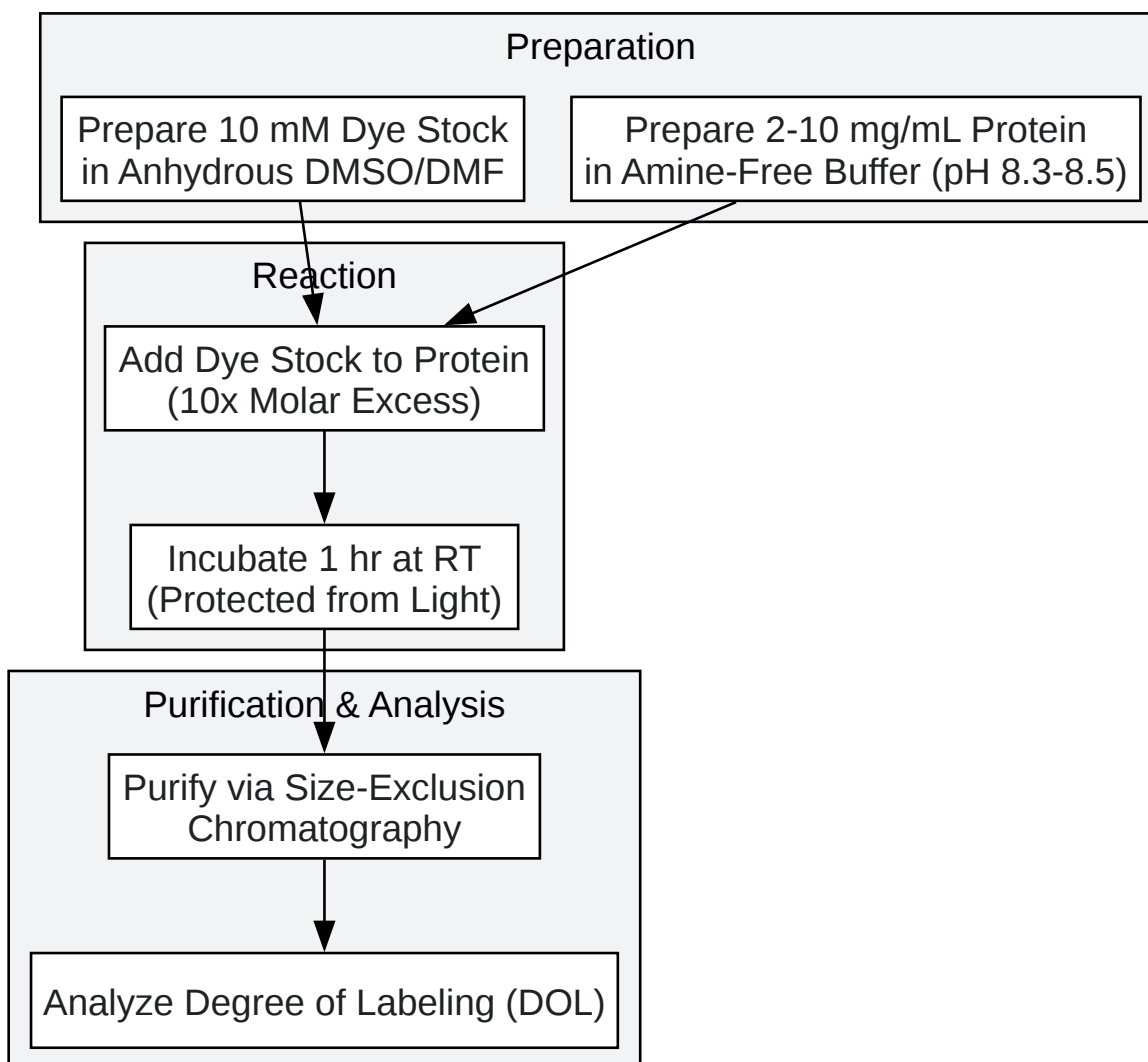 Preparation
Prepare 10 mM Dye Stock
in Anhydrous DMSO/DMF
Prepare 2-10 mg/mL Protein
in Amine-Free Buffer (pH 8.3-8.5)
Reaction
Add Dye Stock to Protein
(10x Molar Excess)
Incubate 1 hr at RT
(Protected from Light)
Purification & Analysis
Purify via Size-Exclusion
Chromatography
Analyze Degree of Labeling (DOL)